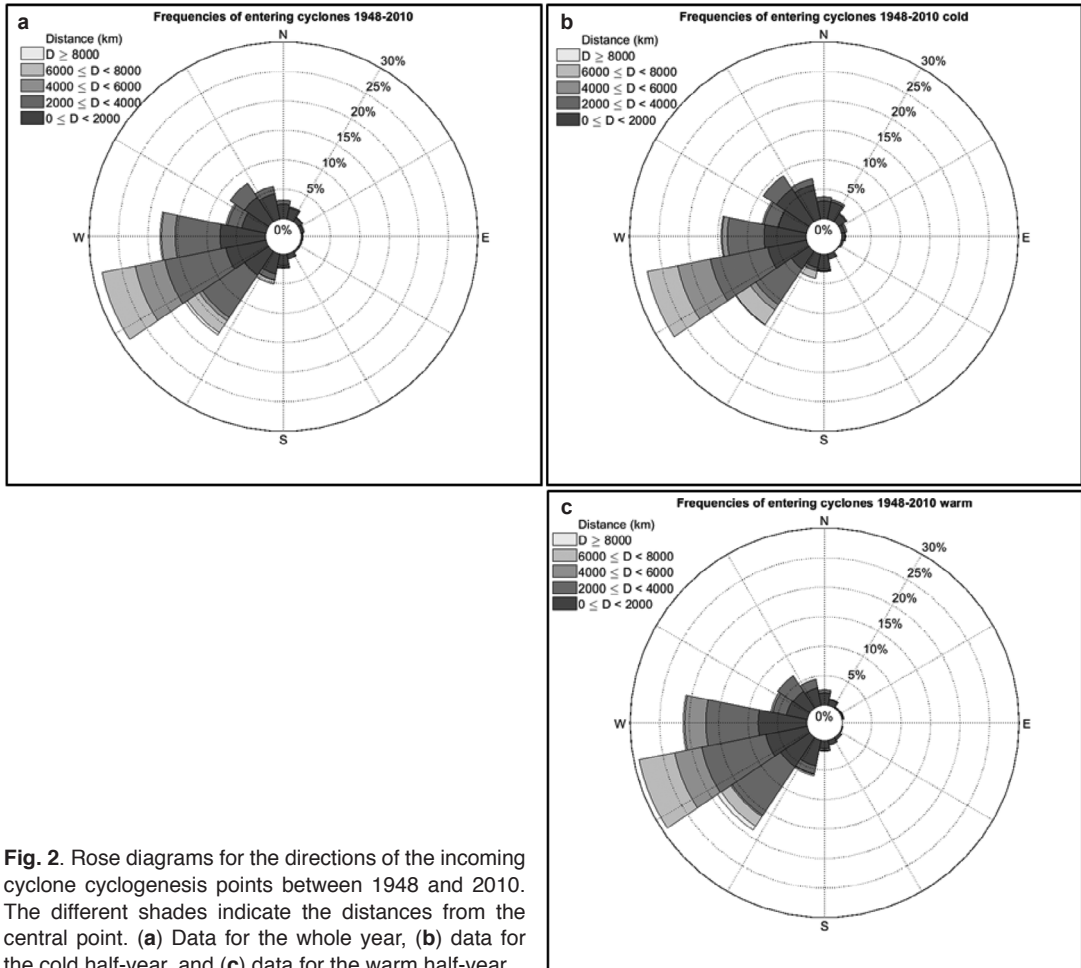 a
Frequencies of entering cyclones 1948-2010
Distance (km)
D ≥ 8000
6000 ≤ D < 8000
4000 ≤ D < 6000
2000 ≤ D < 4000
0 ≤ D < 2000
N
30%
25%
20%
15%
10%
5%
0%
W
E
S
b
Frequencies of entering cyclones 1948-2010 cold
Distance (km)
D ≥ 8000
6000 ≤ D < 8000
4000 ≤ D < 6000
2000 ≤ D < 4000
0 ≤ D < 2000
N
30%
25%
20%
15%
10%
5%
0%
W
E
S
c
Frequencies of entering cyclones 1948-2010 warm
Distance (km)
D ≥ 8000
6000 ≤ D < 8000
4000 ≤ D < 6000
2000 ≤ D < 4000
0 ≤ D < 2000
N
30%
25%
20%
15%
10%
5%
0%
W
E
S
Fig. 2. Rose diagrams for the directions of the incoming
cyclone cyclogenesis points between 1948 and 2010.
The different shades indicate the distances from the
central point. (a) Data for the whole year, (b) data for
the cold half-year, and (c) data for the warm half-year.